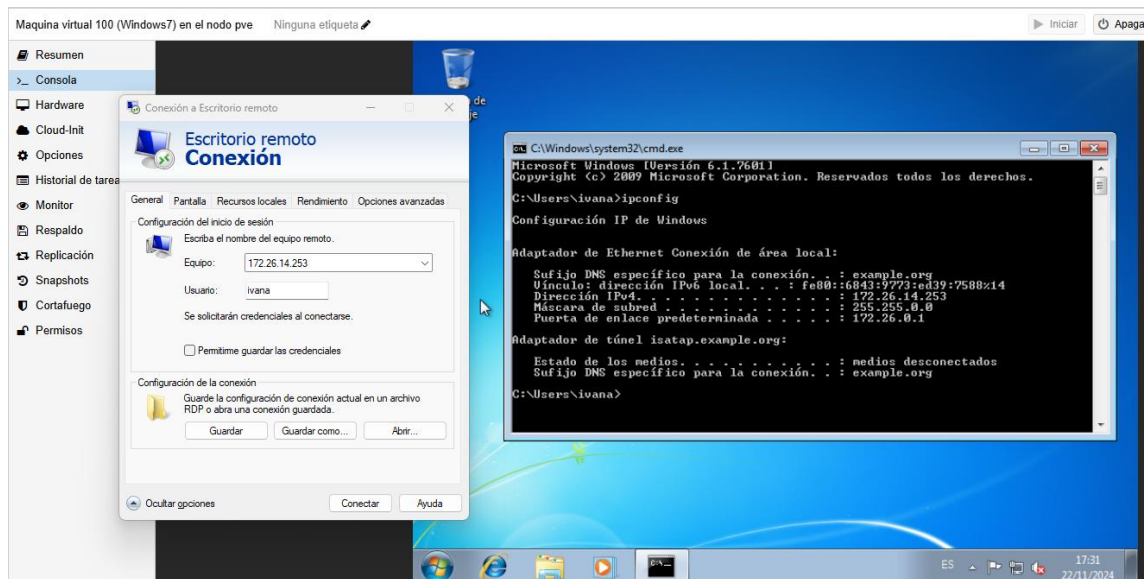 Maquina virtual 100 (Windows7) en el nodo pve Ninguna etiqueta
Iniciar Apaga
Resumen
Consola
Hardware
Cloud-Init
Opciones
Historial de tarea
Monitor
Respaldo
Replicación
Snapshots
Cortafuego
Permisos
de
je
Conexión a Escritorio remoto
Escritorio remoto
Conexión
General Pantalla Recursos locales Rendimiento Opciones avanzadas
Configuración del inicio de sesión
Escriba el nombre del equipo remoto.
Equipo: 172.26.14.253
Usuario: ivana
Se solicitarán credenciales al conectarse.
Permitirme guardar las credenciales
Configuración de la conexión
Guarde la configuración de conexión actual en un archivo
RDP o abra una conexión guardada.
Guardar Guardar como... Abrir...
Ocultar opciones Conectar Ayuda
C:\Windows\system32\cmd.exe
Microsoft Windows [Versión 6.1.7601]
Copyright (c) 2009 Microsoft Corporation. Reservados todos los derechos.
C:\Users\ivana>ipconfig
Configuración IP de Windows
Adaptador de Ethernet Conexión de área local:
Sufijo DNS específico para la conexión. . : example.org
Vínculo: dirección IPv6 local. . . : fe80::6843:9773:ed39:7588%14
Dirección IPv4. . . . . . . . . . . . . . : 172.26.14.253
Máscara de subred . . . . . . . . . . . . : 255.255.0.0
Puerta de enlace predeterminada . . . . . : 172.26.0.1
Adaptador de túnel isatap.example.org:
Estado de los medios. . . . . . . . . . . : medios desconectados
Sufijo DNS específico para la conexión. . : example.org
C:\Users\ivana>
ES 17:31
22/11/2024